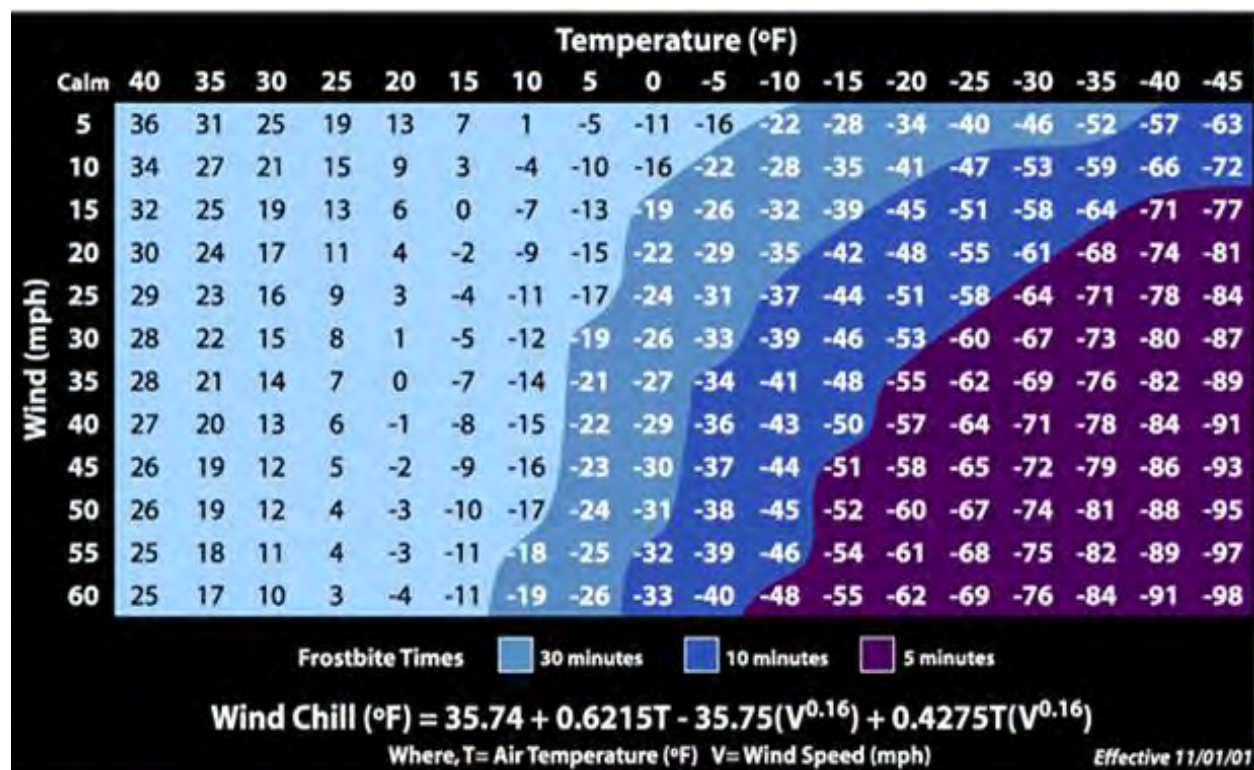 Temperature (ºF)
Calm 40 35 30 25 20 15 10 5 0 -5 -10 -15 -20 -25 -30 -35 -40 -45
5 36 31 25 19 13 7 1 -5 -11 -16 -22 -28 -34 -40 -46 -52 -57 -63
10 34 27 21 15 9 3 -4 -10 -16 -22 -28 -35 -41 -47 -53 -59 -66 -72
15 32 25 19 13 6 0 -7 -13 -19 -26 -32 -39 -45 -51 -58 -64 -71 -77
20 30 24 17 11 4 -2 -9 -15 -22 -29 -35 -42 -48 -55 -61 -68 -74 -81
25 29 23 16 9 3 -4 -11 -17 -24 -31 -37 -44 -51 -58 -64 -71 -78 -84
30 28 22 15 8 1 -5 -12 -19 -26 -33 -39 -46 -53 -60 -67 -73 -80 -87
35 28 21 14 7 0 -7 -14 -21 -27 -34 -41 -48 -55 -62 -69 -76 -82 -89
40 27 20 13 6 -1 -8 -15 -22 -29 -36 -43 -50 -57 -64 -71 -78 -84 -91
45 26 19 12 5 -2 -9 -16 -23 -30 -37 -44 -51 -58 -65 -72 -79 -86 -93
50 26 19 12 4 -3 -10 -17 -24 -31 -38 -45 -52 -60 -67 -74 -81 -88 -95
55 25 18 11 4 -3 -11 -18 -25 -32 -39 -46 -54 -61 -68 -75 -82 -89 -97
60 25 17 10 3 -4 -11 -19 -26 -33 -40 -48 -55 -62 -69 -76 -84 -91 -98
Wind (mph)
Frostbite Times 30 minutes 10 minutes 5 minutes
Wind Chill (ºF) = 35.74 + 0.6215T - 35.75(V^0.16) + 0.4275T(V^0.16)
Where, T= Air Temperature (ºF) V= Wind Speed (mph)
Effective 11/01/01